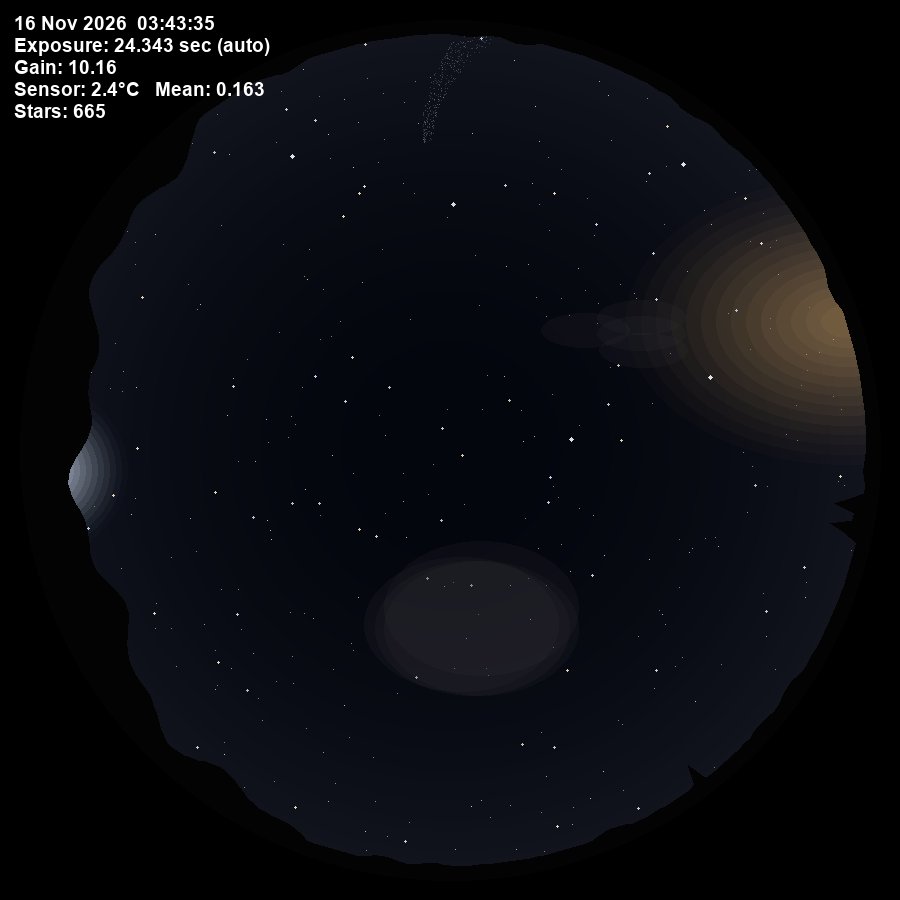 16 Nov 2026  03:43:35
Exposure: 24.343 sec (auto)
Gain: 10.16
Sensor: 2.4°C   Mean: 0.163
Stars: 665